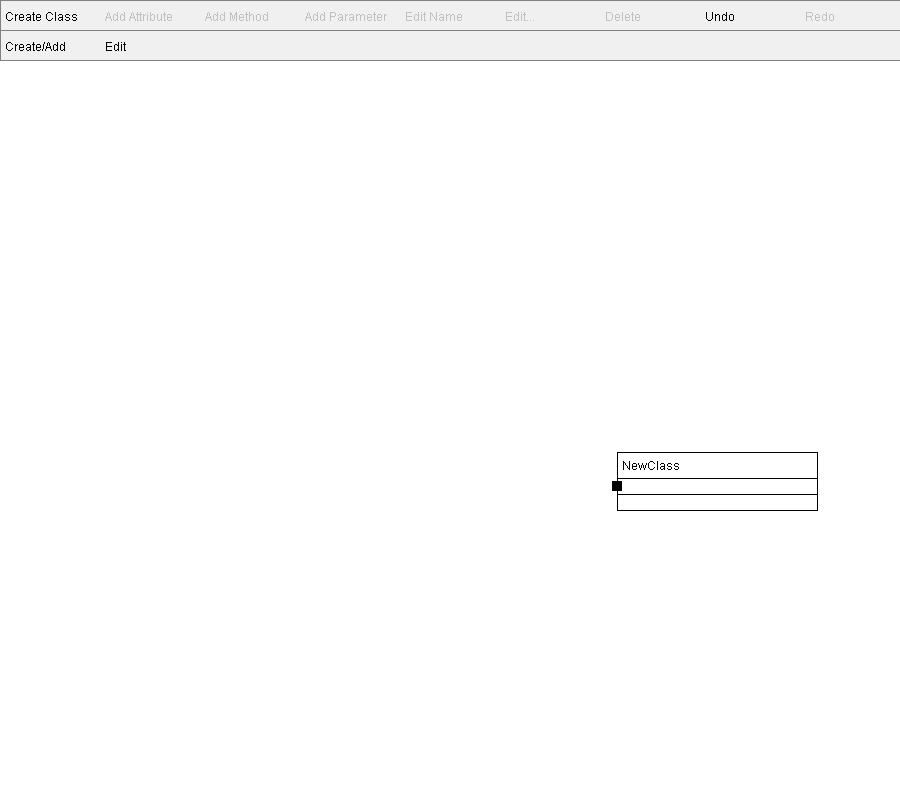 Create Class Add Attribute Add Method Add Parameter Edit Name Edit... Delete Undo Redo
Create/Add Edit
NewClass